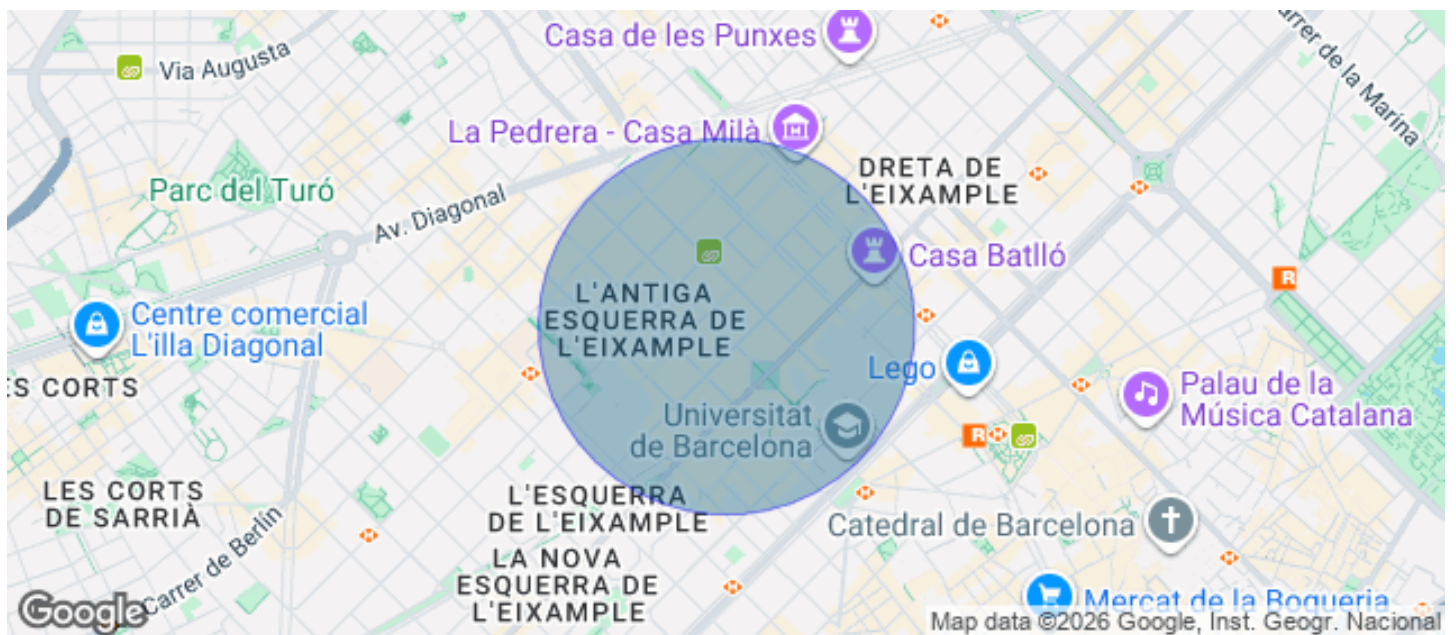 Casa de les Punxes
Via Augusta
Carrer de la Marina
La Pedrera - Casa Milà
DRETA DE
L'EIXAMPLE
Parc del Turó
Av. Diagonal
Casa Batlló
L'ANTIGA
ESQUERRA DE
L'EIXAMPLE
Centre comercial
L'illa Diagonal
R
Lego
ES CORTS
Palau de la
Música Catalana
Universitat
de Barcelona
R
LES CORTS
DE SARRIÀ
L'ESQUERRA
DE L'EIXAMPLE
Catedral de Barcelona
LA NOVA
ESQUERRA DE
L'EIXAMPLE
Carrer de Berlín
Mercat de la Boqueria
Google
Map data ©2026 Google, Inst. Geogr. Nacional